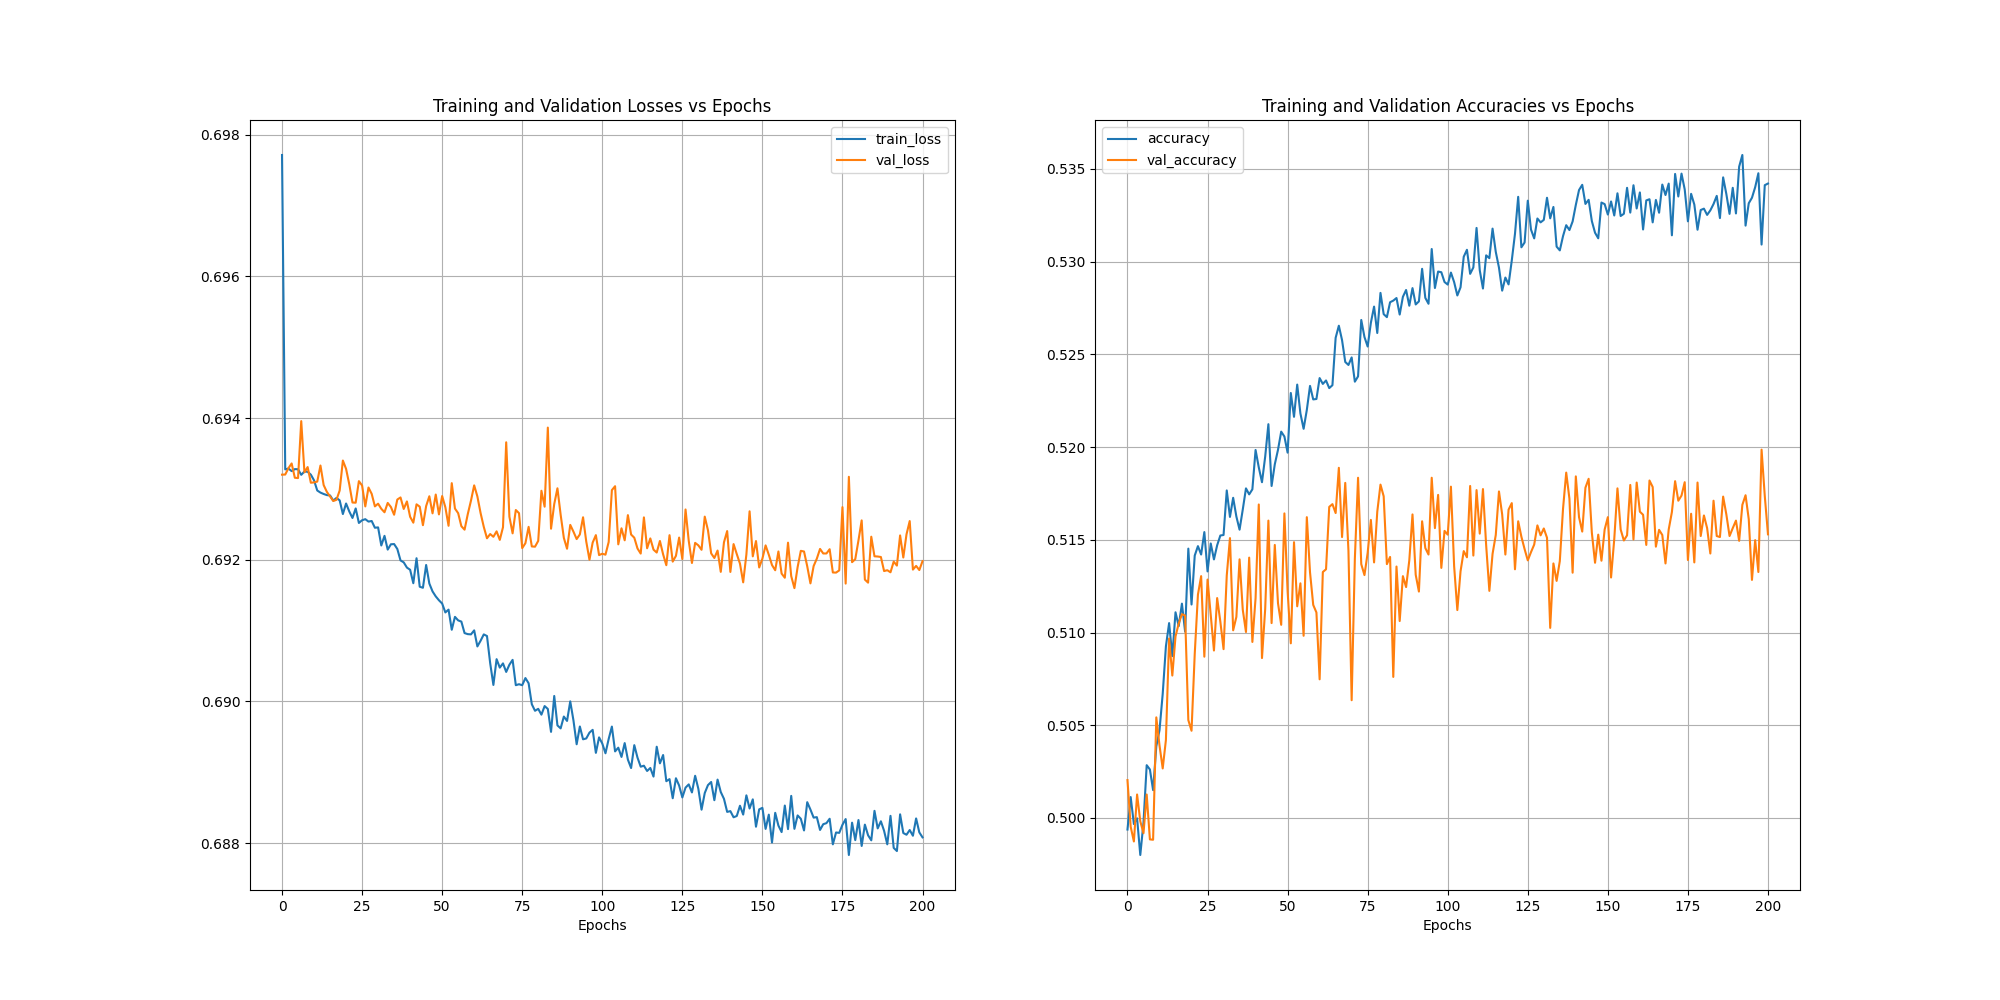 Training and Validation Losses vs Epochs
0.698
0.696
0.694
0.692
0.690
0.688
train_loss
val_loss
0 25 50 75 100 125 150 175 200
Epochs
Training and Validation Accuracies vs Epochs
accuracy
val_accuracy
0.535
0.530
0.525
0.520
0.515
0.510
0.505
0.500
0 25 50 75 100 125 150 175 200
Epochs